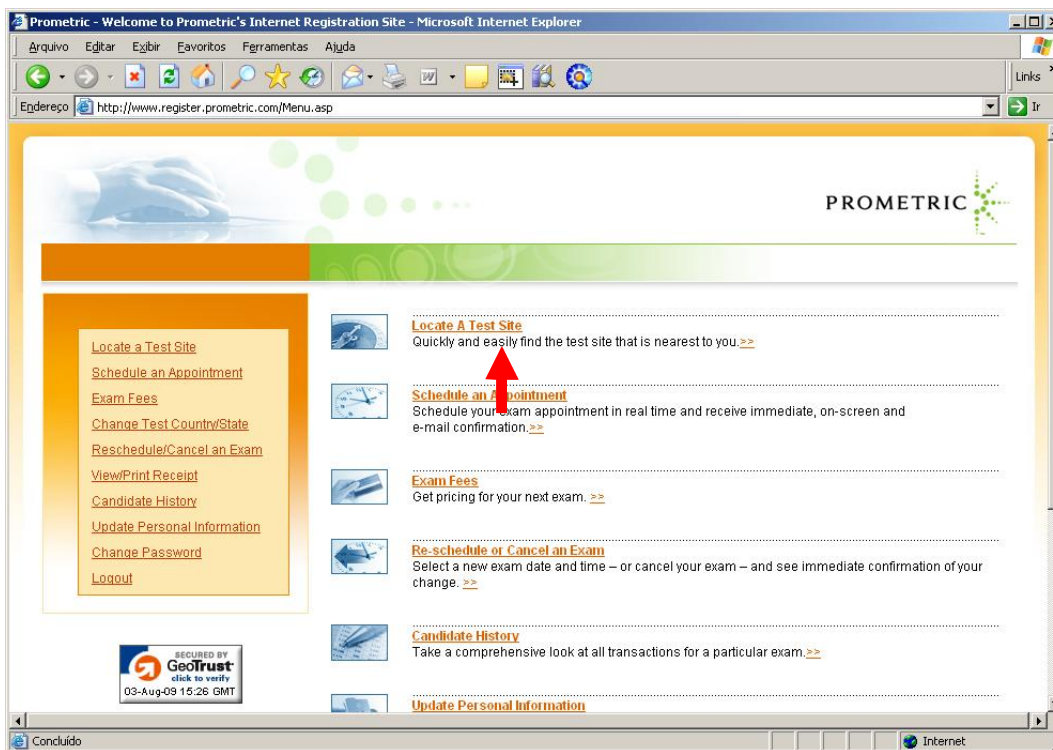 Prometric - Welcome to Prometric's Internet Registration Site - Microsoft Internet Explorer
Arquivo Editar Exibir Favoritos Ferramentas Ajuda
Links
Endereço http://www.register.prometric.com/Menu.asp Ir
PROMETRIC
Locate a Test Site
Schedule an Appointment
Exam Fees
Change Test Country/State
Reschedule/Cancel an Exam
View/Print Receipt
Candidate History
Update Personal Information
Change Password
Logout
SECURED BY
GeoTrust
click to verify
03-Aug-09 15:26 GMT
Locate A Test Site
Quickly and easily find the test site that is nearest to you.>>
Schedule an Appointment
Schedule your exam appointment in real time and receive immediate, on-screen and
e-mail confirmation.>>
Exam Fees
Get pricing for your next exam. >>
Re-schedule or Cancel an Exam
Select a new exam date and time – or cancel your exam – and see immediate confirmation of your
change. >>
Candidate History
Take a comprehensive look at all transactions for a particular exam.>>
Update Personal Information
Concluído Internet